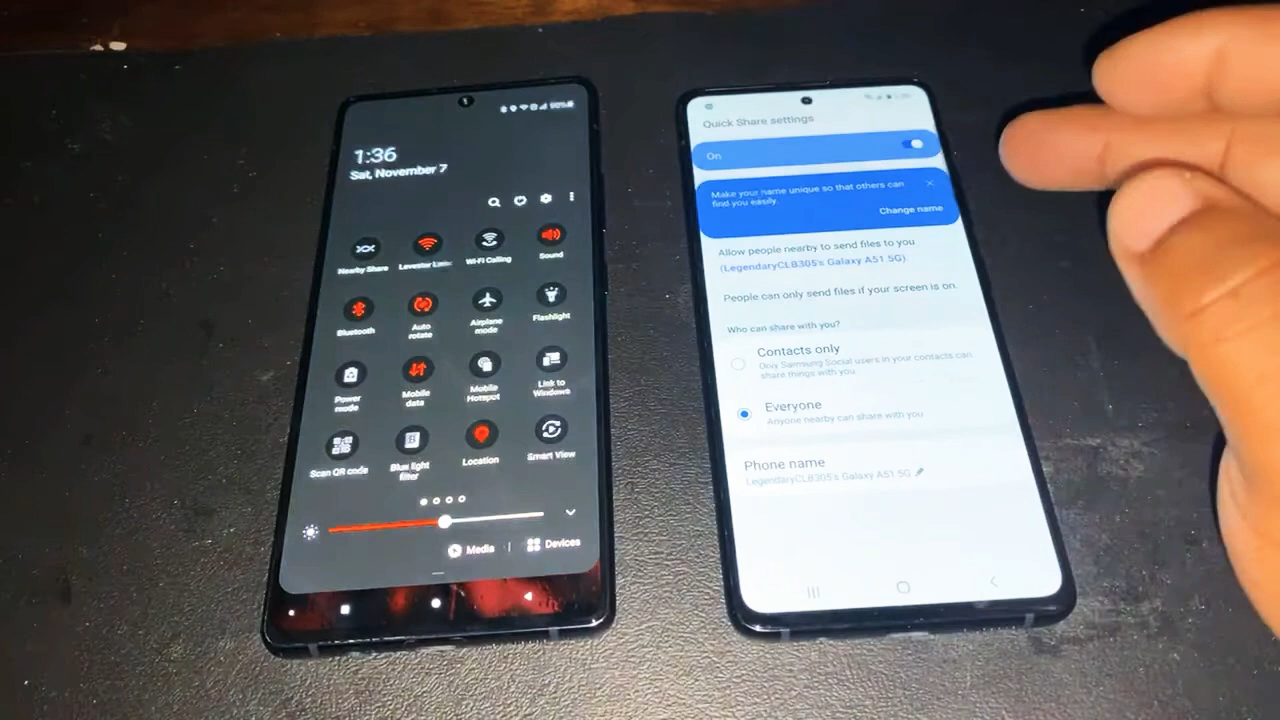 90%
1:36
Sat, November 7
Nearby Share
Wi-Fi Calling
Sound
Bluetooth
Auto
rotate
Airplane
mode
Flashlight
Power
mode
Mobile
data
Mobile
Hotspot
Link to
Windows
Scan QR code
Blue light
filter
Location
Smart View
Media
Devices
Quick Share settings
On
Make your name unique so that others can
find you easily.
Change name
Allow people nearby to send files to you
(LegendaryCLB305's Galaxy A51 5G).
People can only send files if your screen is on.
Who can share with you?
Contacts only
Only Samsung Social users in your contacts can
share things with you.
Everyone
Anyone nearby can share with you.
Phone name
LegendaryCLB305's Galaxy A51 5G